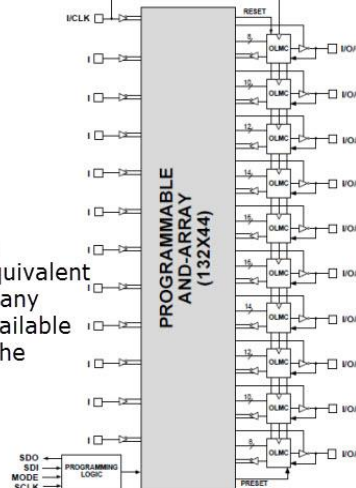 RESET
I/CLK
8
OLMC
I/O/
I
10
OLMC
I/O/
I
12
OLMC
I/O/
I
14
OLMC
I/O/
I
16
OLMC
I/O/
I
16
OLMC
I/O/
I
14
OLMC
I/O/
I
12
OLMC
I/O/
I
10
OLMC
I/O/
I
8
OLMC
I/O/
I
I
PRESET
PROGRAMMABLE
AND-ARRAY
(132X44)
quivalent
any
ailable
he
SDO
SDI
MODE
SCLK
PROGRAMMING
LOGIC